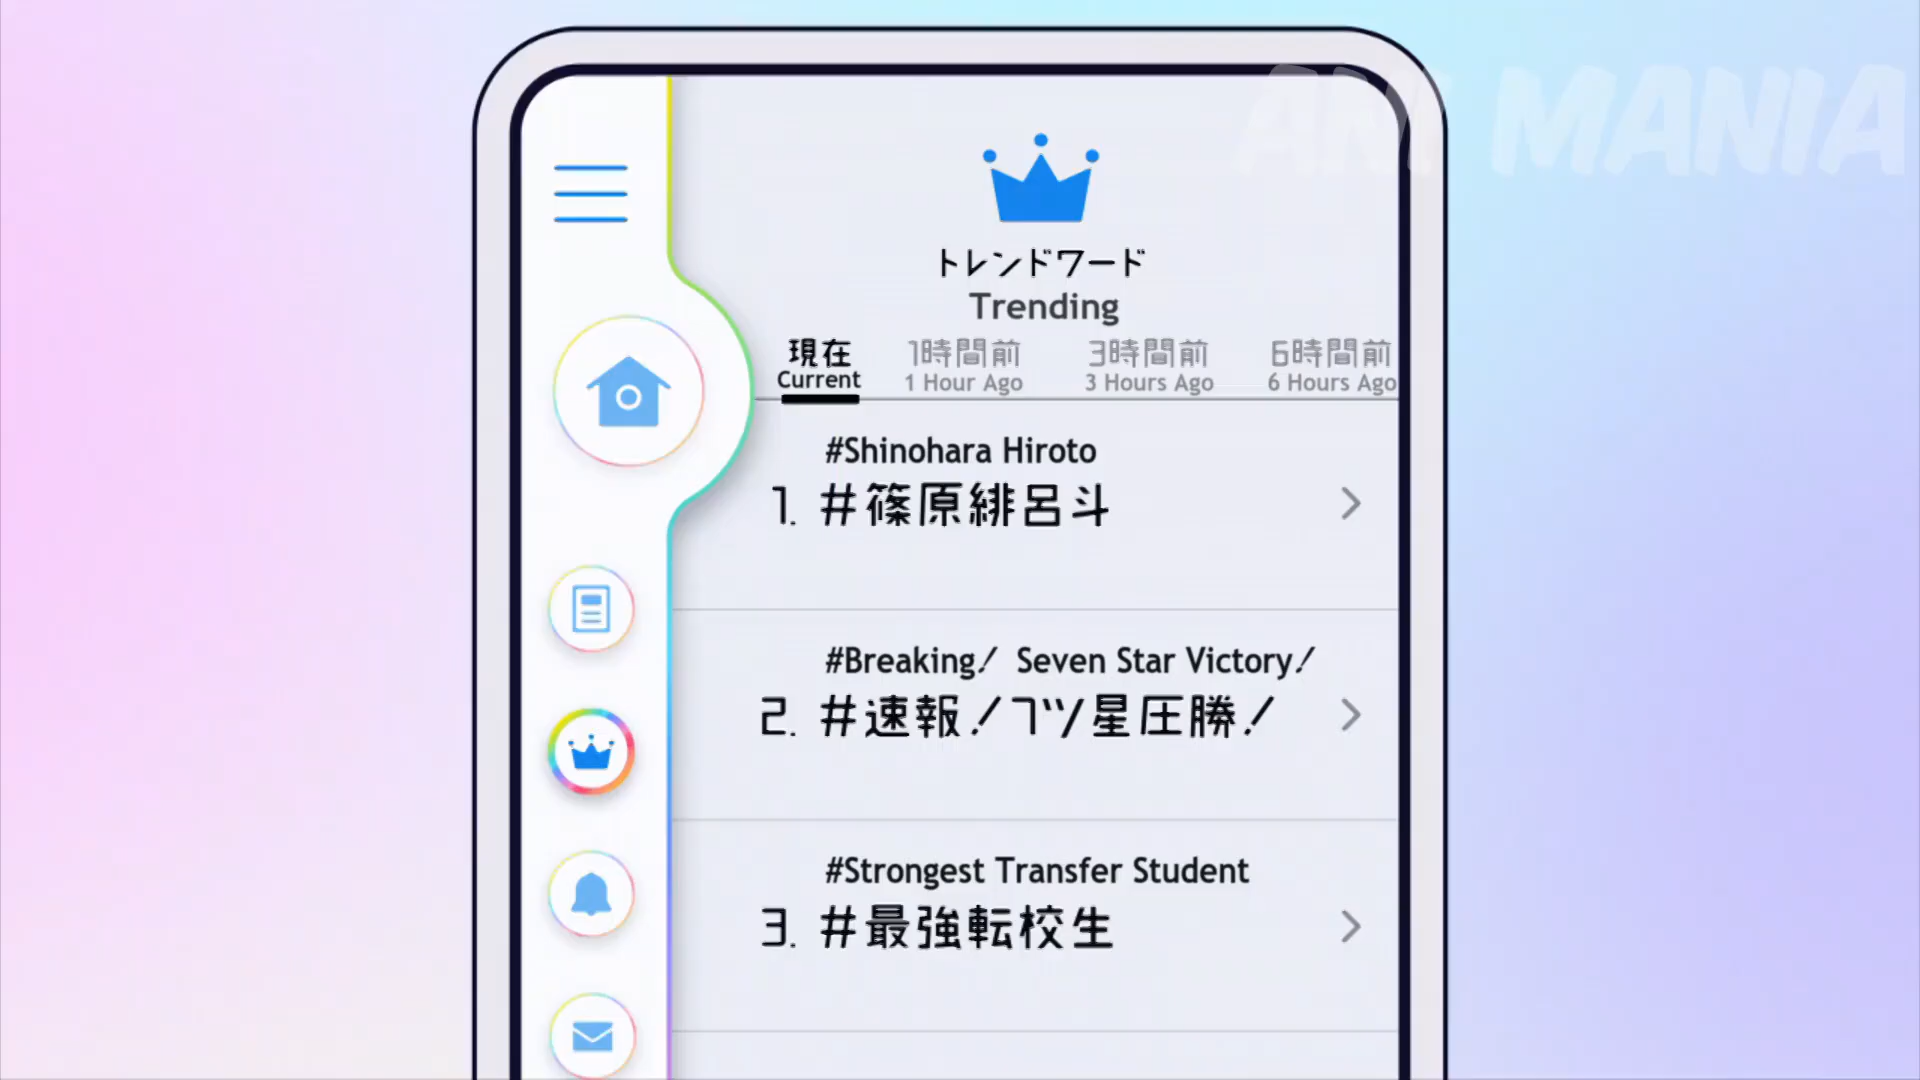 ANI MANIA
トレンドワード
Trending
現在 1時間前 3時間前 6時間前
Current 1 Hour Ago 3 Hours Ago 6 Hours Ago
#Shinohara Hiroto
1. #篠原緋呂斗
#Breaking! Seven Star Victory!
2. #速報!7ツ星圧勝!
#Strongest Transfer Student
3. #最強転校生